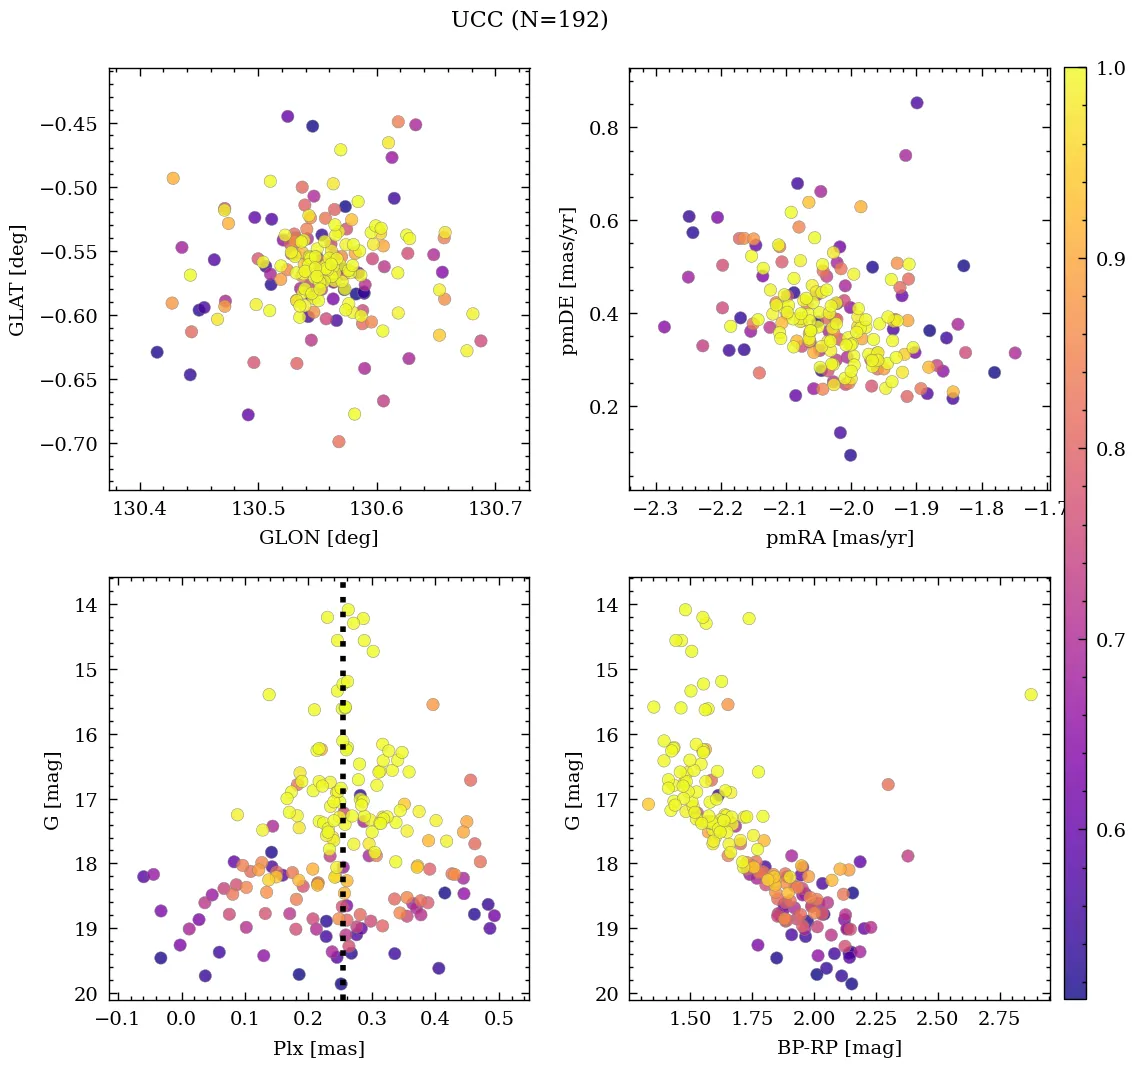 UCC (N=192)
−0.45
−0.50
−0.55
−0.60
−0.65
−0.70
GLAT [deg]
130.4 130.5 130.6 130.7
GLON [deg]
0.8
0.6
0.4
0.2
pmDE [mas/yr]
−2.3 −2.2 −2.1 −2.0 −1.9 −1.8 −1.7
pmRA [mas/yr]
1.0
0.9
0.8
0.7
0.6
14
15
16
17
18
19
20
G [mag]
−0.1 0.0 0.1 0.2 0.3 0.4 0.5
Plx [mas]
14
15
16
17
18
19
20
G [mag]
1.50 1.75 2.00 2.25 2.50 2.75
BP-RP [mag]